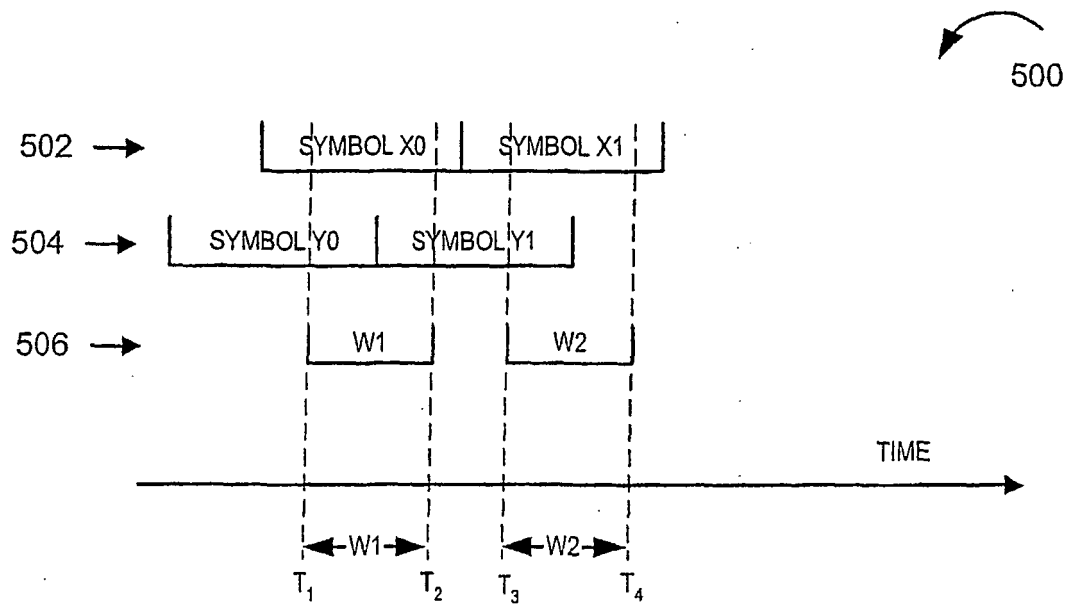 500
502 SYMBOL X0 SYMBOL X1
504 SYMBOL Y0 SYMBOL Y1
506 W1 W2
TIME
W1 W2
T1 T2 T3 T4